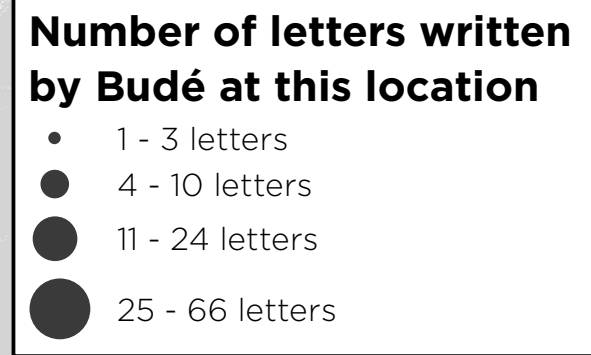 Number of letters written
by Budé at this location
1 - 3 letters
4 - 10 letters
11 - 24 letters
25 - 66 letters